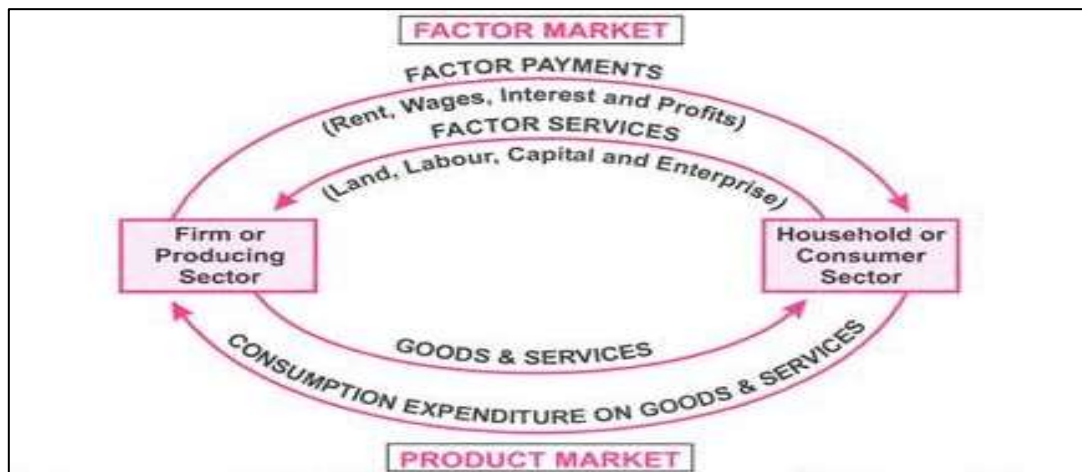 FACTOR MARKET
FACTOR PAYMENTS
(Rent, Wages, Interest and Profits)
FACTOR SERVICES
(Land, Labour, Capital and Enterprise)
Firm or
Producing
Sector
Household or
Consumer
Sector
GOODS & SERVICES
CONSUMPTION EXPENDITURE ON GOODS & SERVICES
PRODUCT MARKET